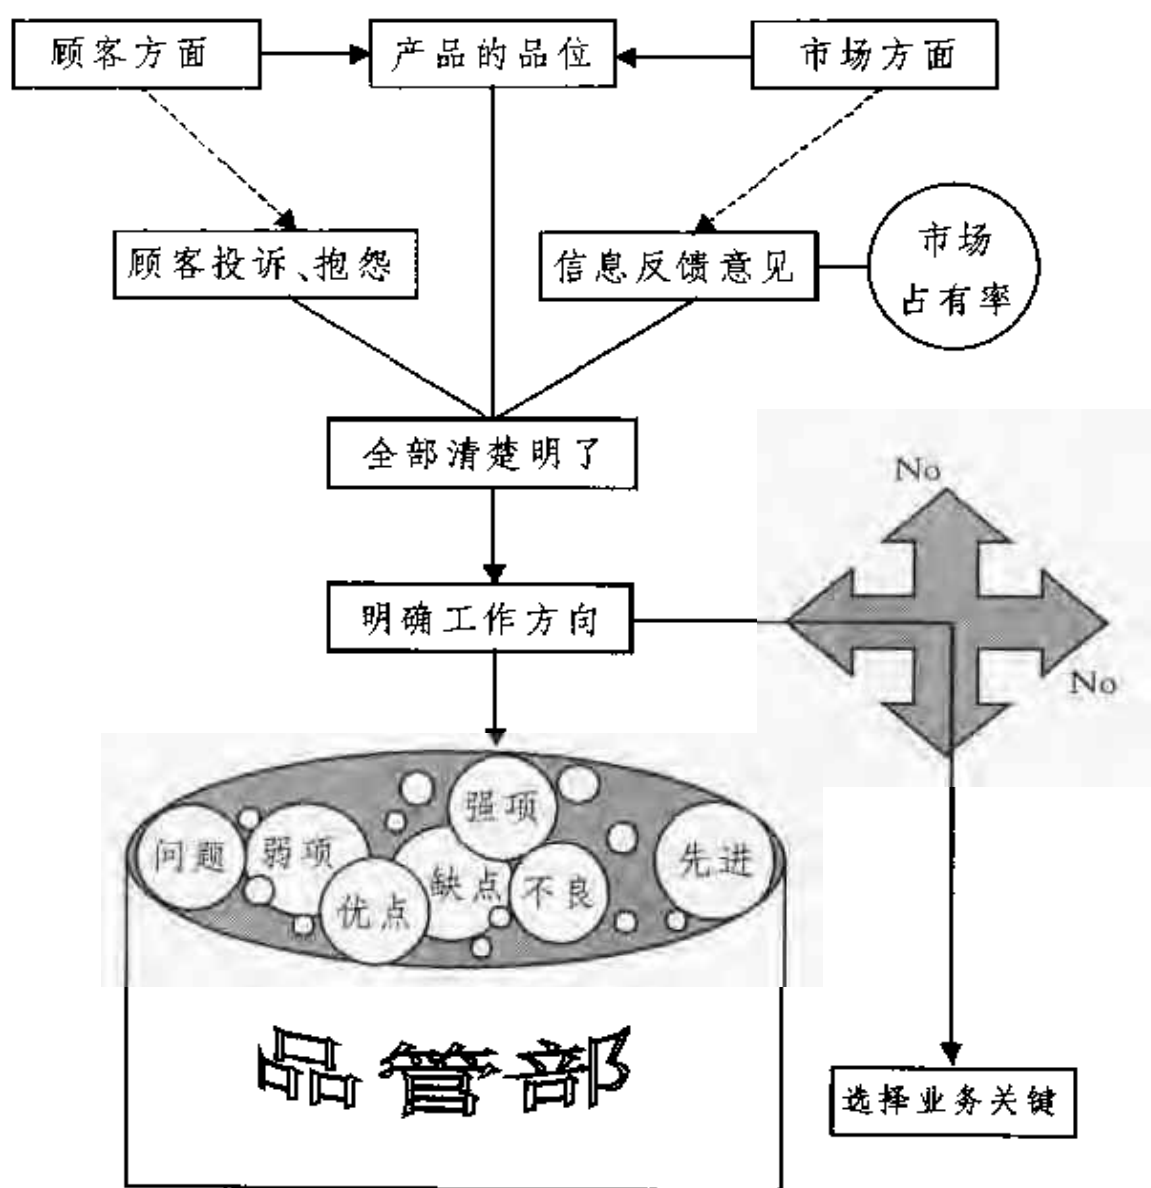 顾客方面
产品的品位
市场方面
顾客投诉、抱怨
信息反馈意见
市场
占有率
全部清楚明了
No
明确工作方向
No
强项
问题
弱项
缺点
不良
先进
优点
品管部
选择业务关键